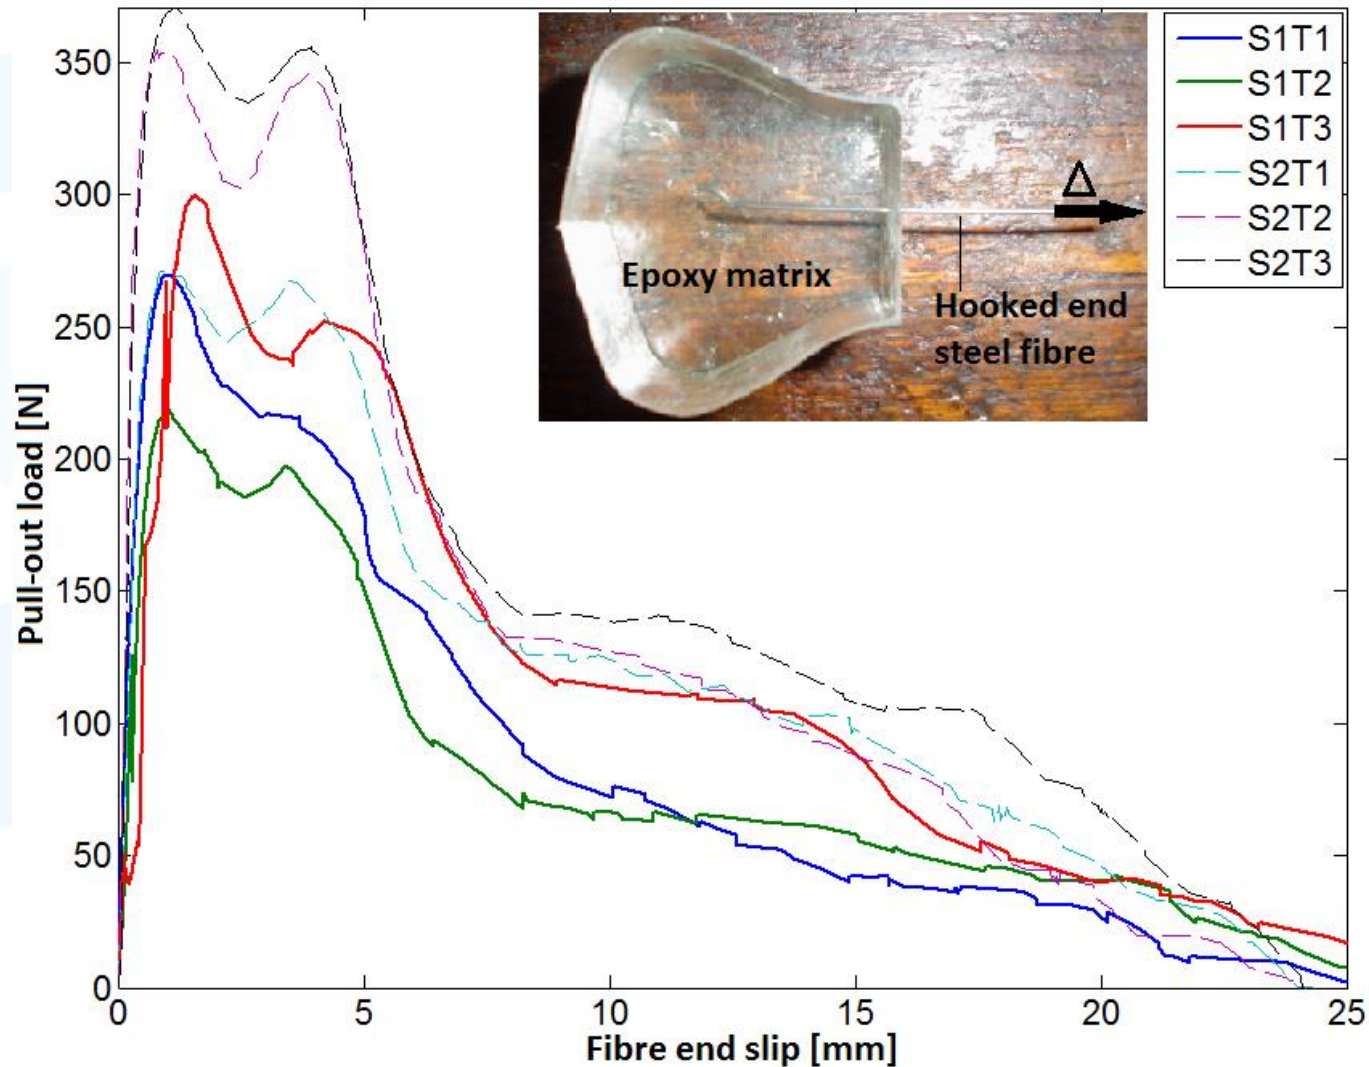 350
300
250
200
150
100
50
0
Pull-out load [N]
0 5 10 15 20 25
Fibre end slip [mm]
Epoxy matrix
Δ
Hooked end
steel fibre
S1T1
S1T2
S1T3
S2T1
S2T2
S2T3